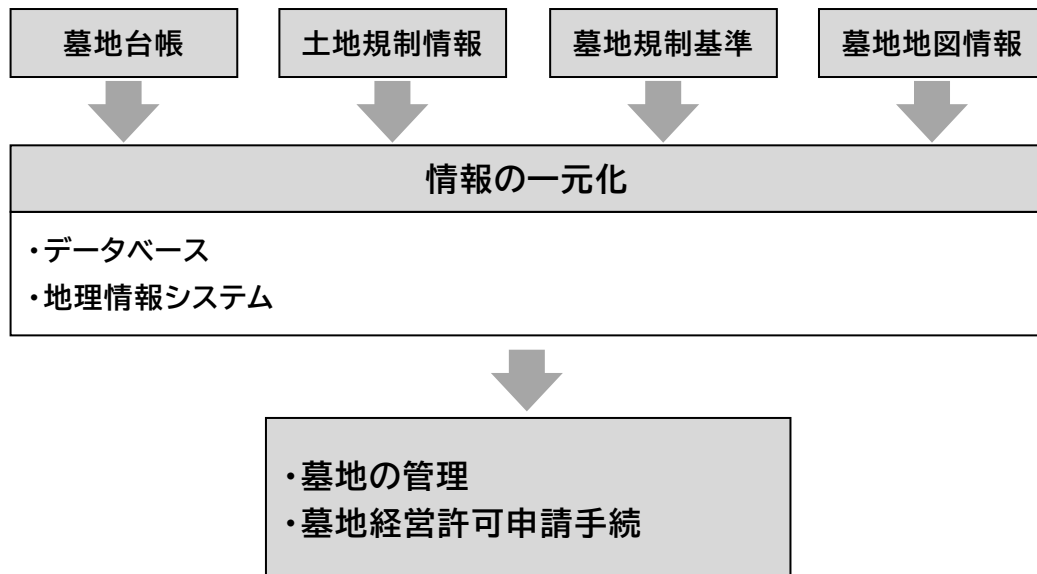 墓地台帳
土地規制情報
墓地規制基準
墓地地図情報
情報の一元化
・データベース
・地理情報システム
・墓地の管理
・墓地経営許可申請手続